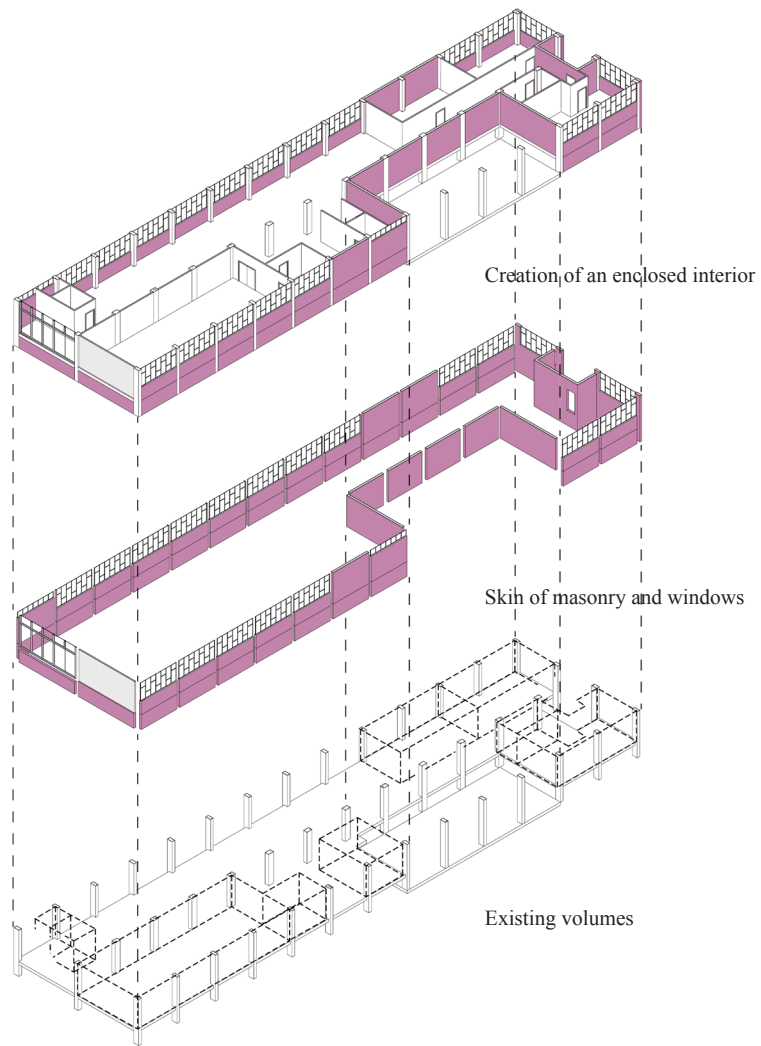 Creation of an enclosed interior
Skin of masonry and windows
Existing volumes